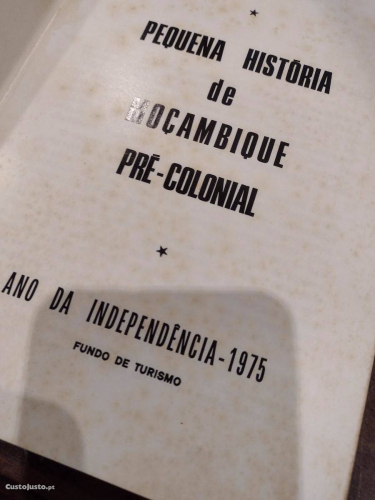 PEQUENA HISTÓRIA
de
MOÇAMBIQUE
PRÉ-COLONIAL
ANO DA INDEPENDÊNCIA-1975
FUNDO DE TURISMO
CustoJusto.pt